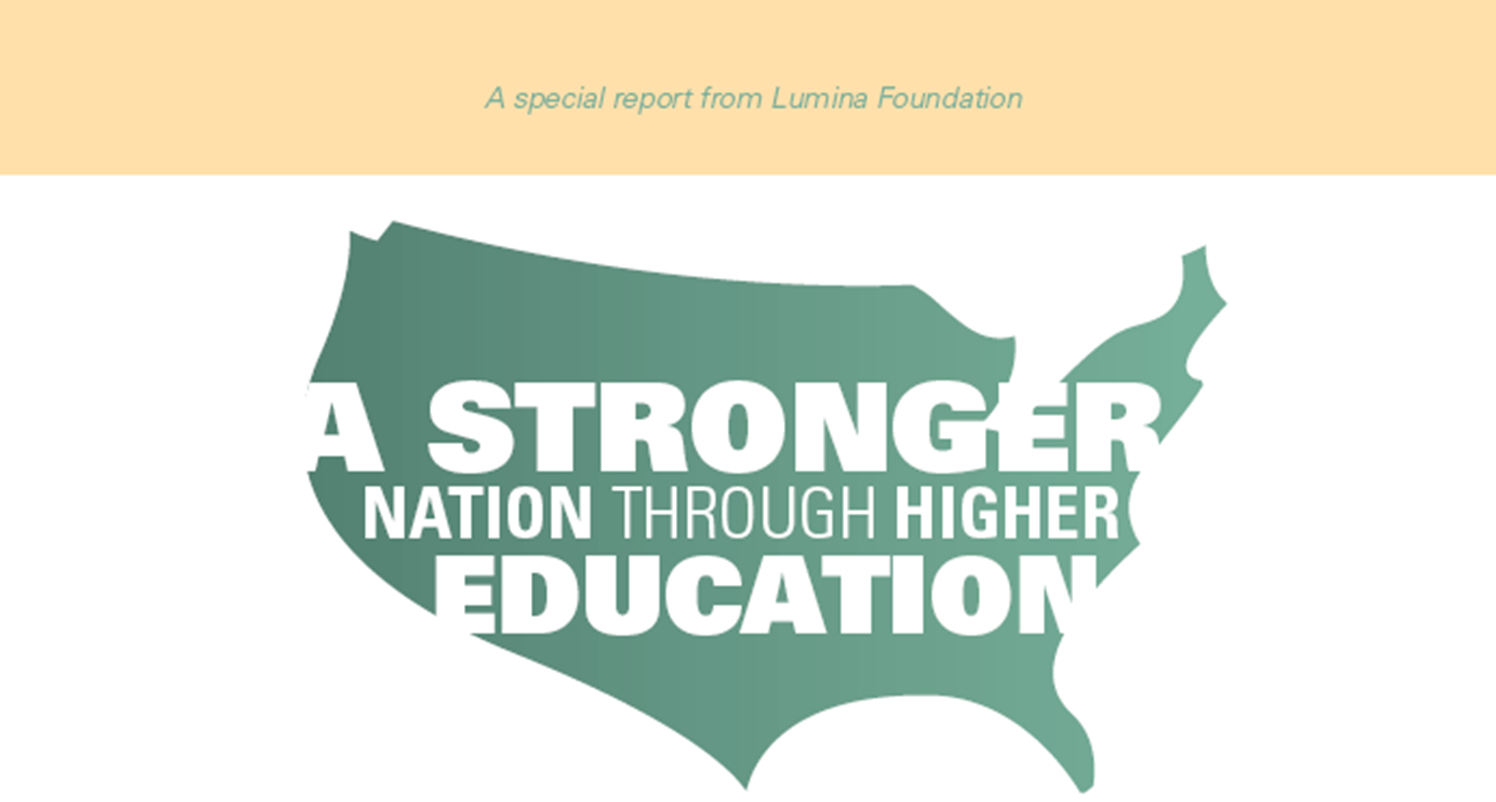 A special report from Lumina Foundation
A STRONGER
NATION THROUGH HIGHER
EDUCATION